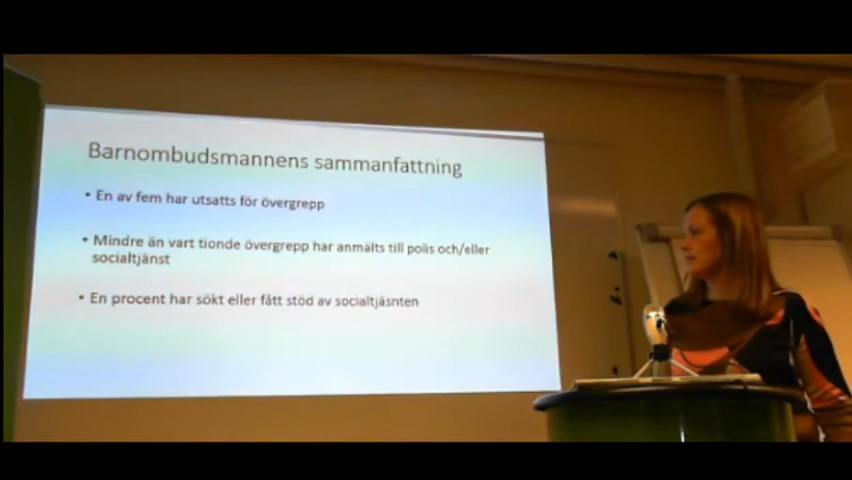 Barnombudsmannens sammanfattning
• En av fem har utsatts för övergrepp
• Mindre än vart tionde övergrepp har anmälts till polis och/eller
socialtjänst
• En procent har sökt eller fått stöd av socialtjäsnten